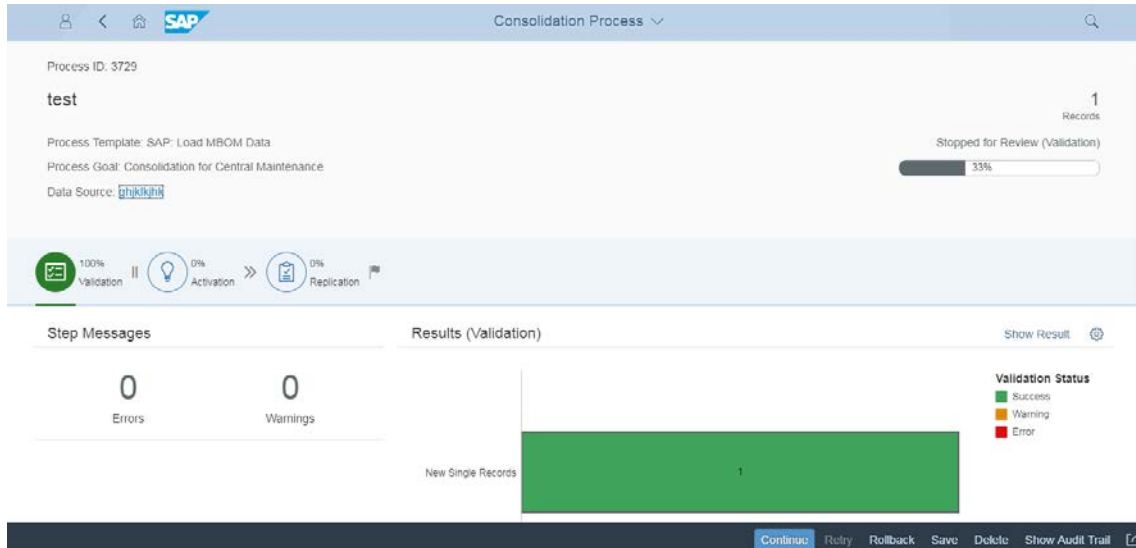 SAP Consolidation Process
Process ID: 3729
test
1
Records
Process Template: SAP: Load MBOM Data
Stopped for Review (Validation)
Process Goal: Consolidation for Central Maintenance
33%
Data Source: ghjklkjhk
100%
Validation
0%
Activation
0%
Replication
Step Messages
Results (Validation)
Show Result
0
Errors
0
Warnings
Validation Status
Success
Warning
Error
New Single Records
1
Continue Retry Rollback Save Delete Show Audit Trail